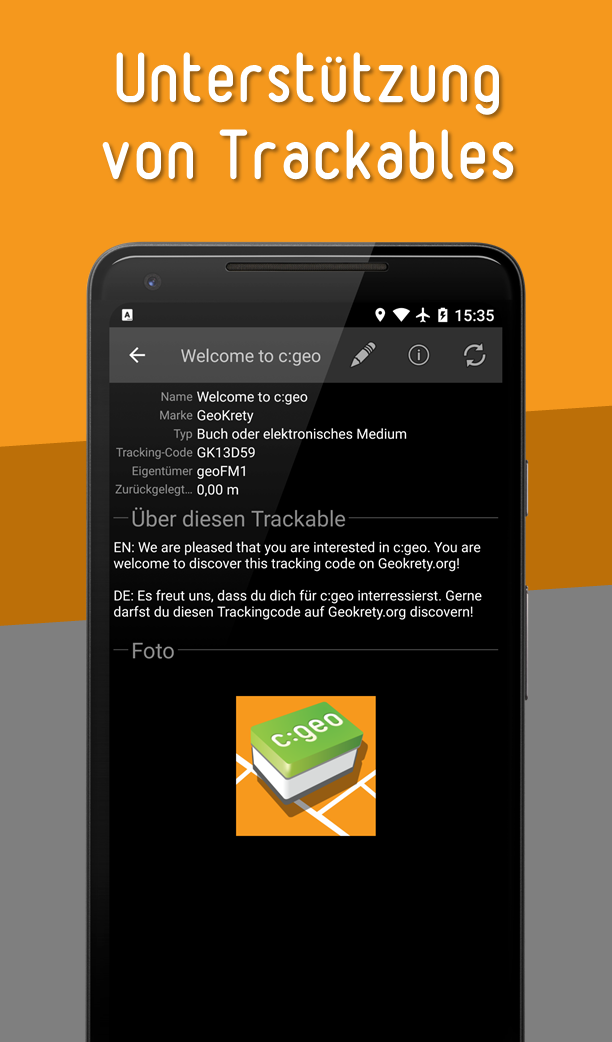 Unterstützung
von Trackables
A
15:35
Welcome to c:geo
Name Welcome to c:geo
Marke GeoKrety
Typ Buch oder elektronisches Medium
Tracking-Code GK13D59
Eigentümer geoFM1
Zurückgelegt... 0,00 m
Über diesen Trackable
EN: We are pleased that you are interested in c:geo. You are
welcome to discover this tracking code on Geokrety.org!
DE: Es freut uns, dass du dich für c:geo interressierst. Gerne
darfst du diesen Trackingcode auf Geokrety.org discovern!
Foto
c:geo